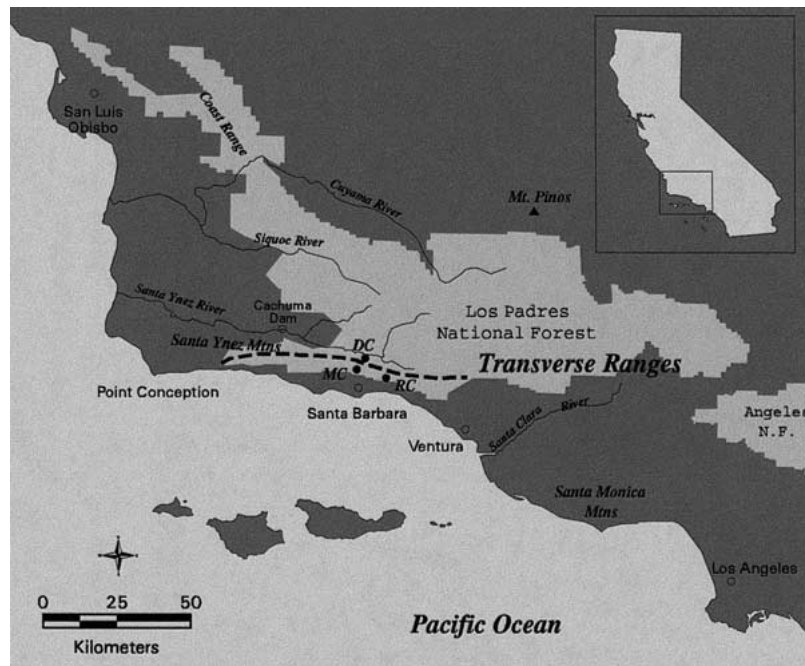 San Luis
Obisbo
Coast Range
Cuyama River
Mt. Pinos
Siquoc River
Santa Ynez River
Cachuma
Dam
Los Padres
National Forest
Santa Ynez Mtns
DC
Transverse Ranges
MC
RC
Point Conception
Santa Barbara
Angeles
N.F.
Ventura
Santa Clara
River
Santa Monica
Mtns
Los Angeles
0 25 50
Kilometers
Pacific Ocean